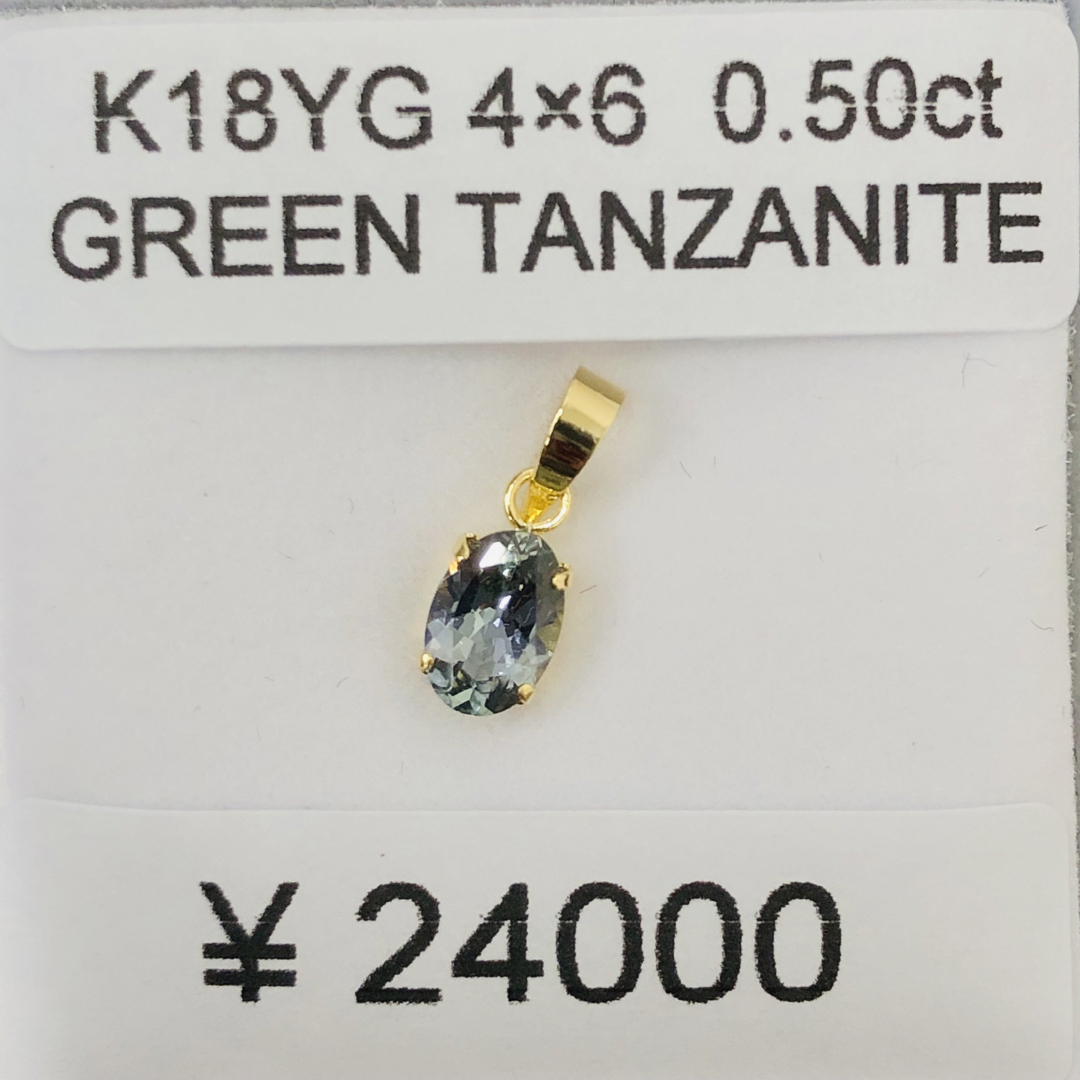 K18YG 4×6 0.50ct
GREEN TANZANITE
¥ 24000